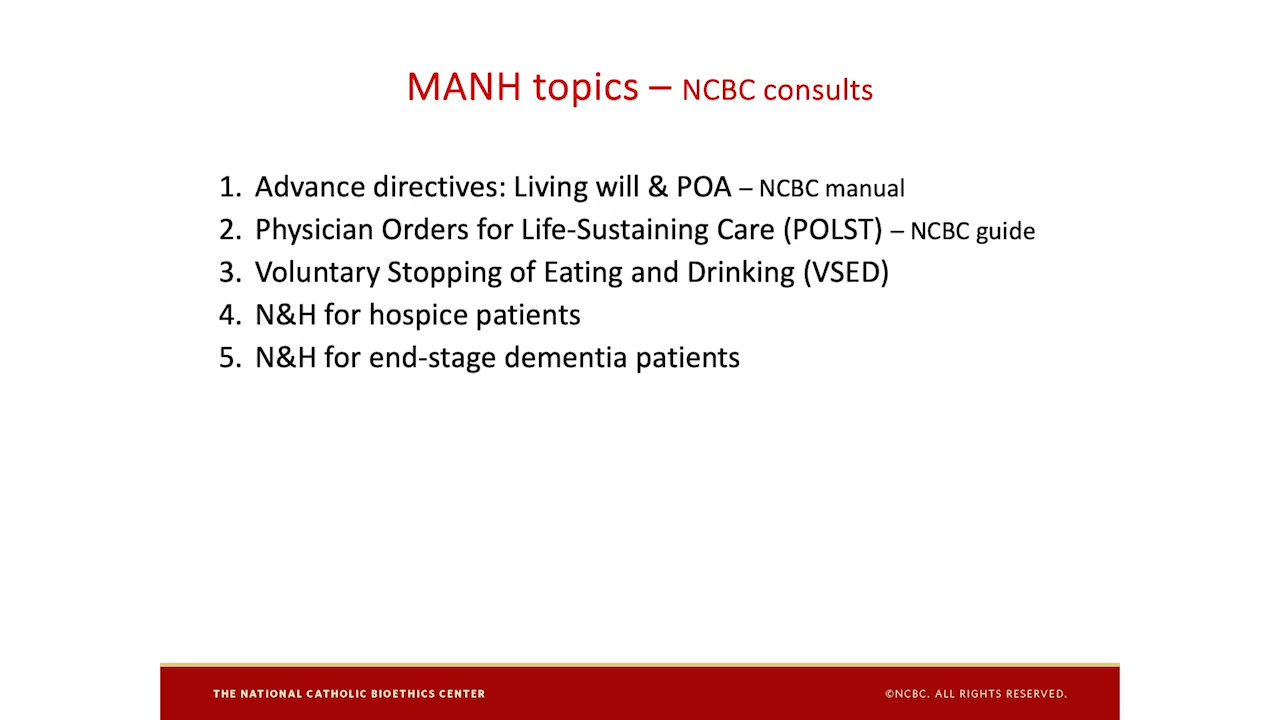 MANH topics – NCBC consults
1. Advance directives: Living will & POA – NCBC manual
2. Physician Orders for Life-Sustaining Care (POLST) – NCBC guide
3. Voluntary Stopping of Eating and Drinking (VSED)
4. N&H for hospice patients
5. N&H for end-stage dementia patients
THE NATIONAL CATHOLIC BIOETHICS CENTER
©NCBC. ALL RIGHTS RESERVED.